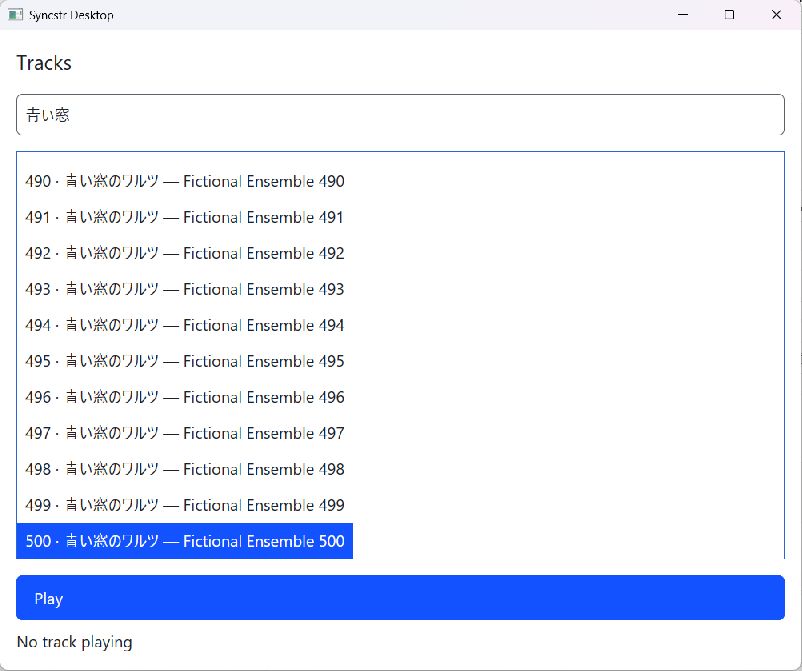 Syncstr Desktop
Tracks
青い窓
490 · 青い窓のワルツ — Fictional Ensemble 490
491 · 青い窓のワルツ — Fictional Ensemble 491
492 · 青い窓のワルツ — Fictional Ensemble 492
493 · 青い窓のワルツ — Fictional Ensemble 493
494 · 青い窓のワルツ — Fictional Ensemble 494
495 · 青い窓のワルツ — Fictional Ensemble 495
496 · 青い窓のワルツ — Fictional Ensemble 496
497 · 青い窓のワルツ — Fictional Ensemble 497
498 · 青い窓のワルツ — Fictional Ensemble 498
499 · 青い窓のワルツ — Fictional Ensemble 499
500 · 青い窓のワルツ — Fictional Ensemble 500
Play
No track playing